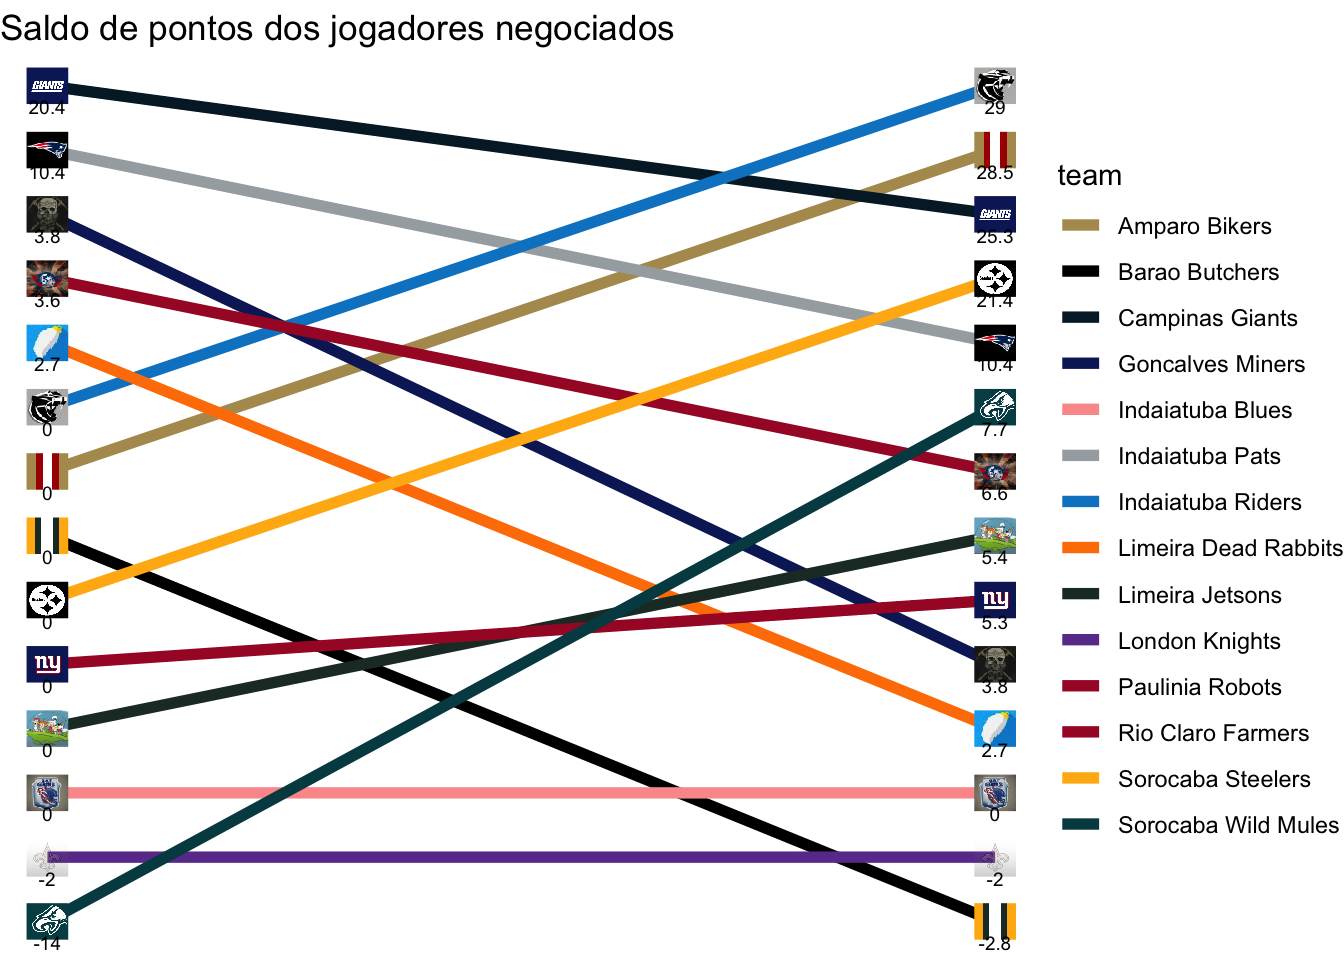 Saldo de pontos dos jogadores negociados
GIANTS
20.4
10.4
3.8
3.6
2.7
0
0
0
0
ny
0
0
0
-2
-14
29
28.5
GIANTS
25.3
21.4
10.4
7.7
6.6
5.4
ny
5.3
3.8
2.7
0
-2
-2.8
team
Amparo Bikers
Barao Butchers
Campinas Giants
Goncalves Miners
Indaiatuba Blues
Indaiatuba Pats
Indaiatuba Riders
Limeira Dead Rabbits
Limeira Jetsons
London Knights
Paulinia Robots
Rio Claro Farmers
Sorocaba Steelers
Sorocaba Wild Mules